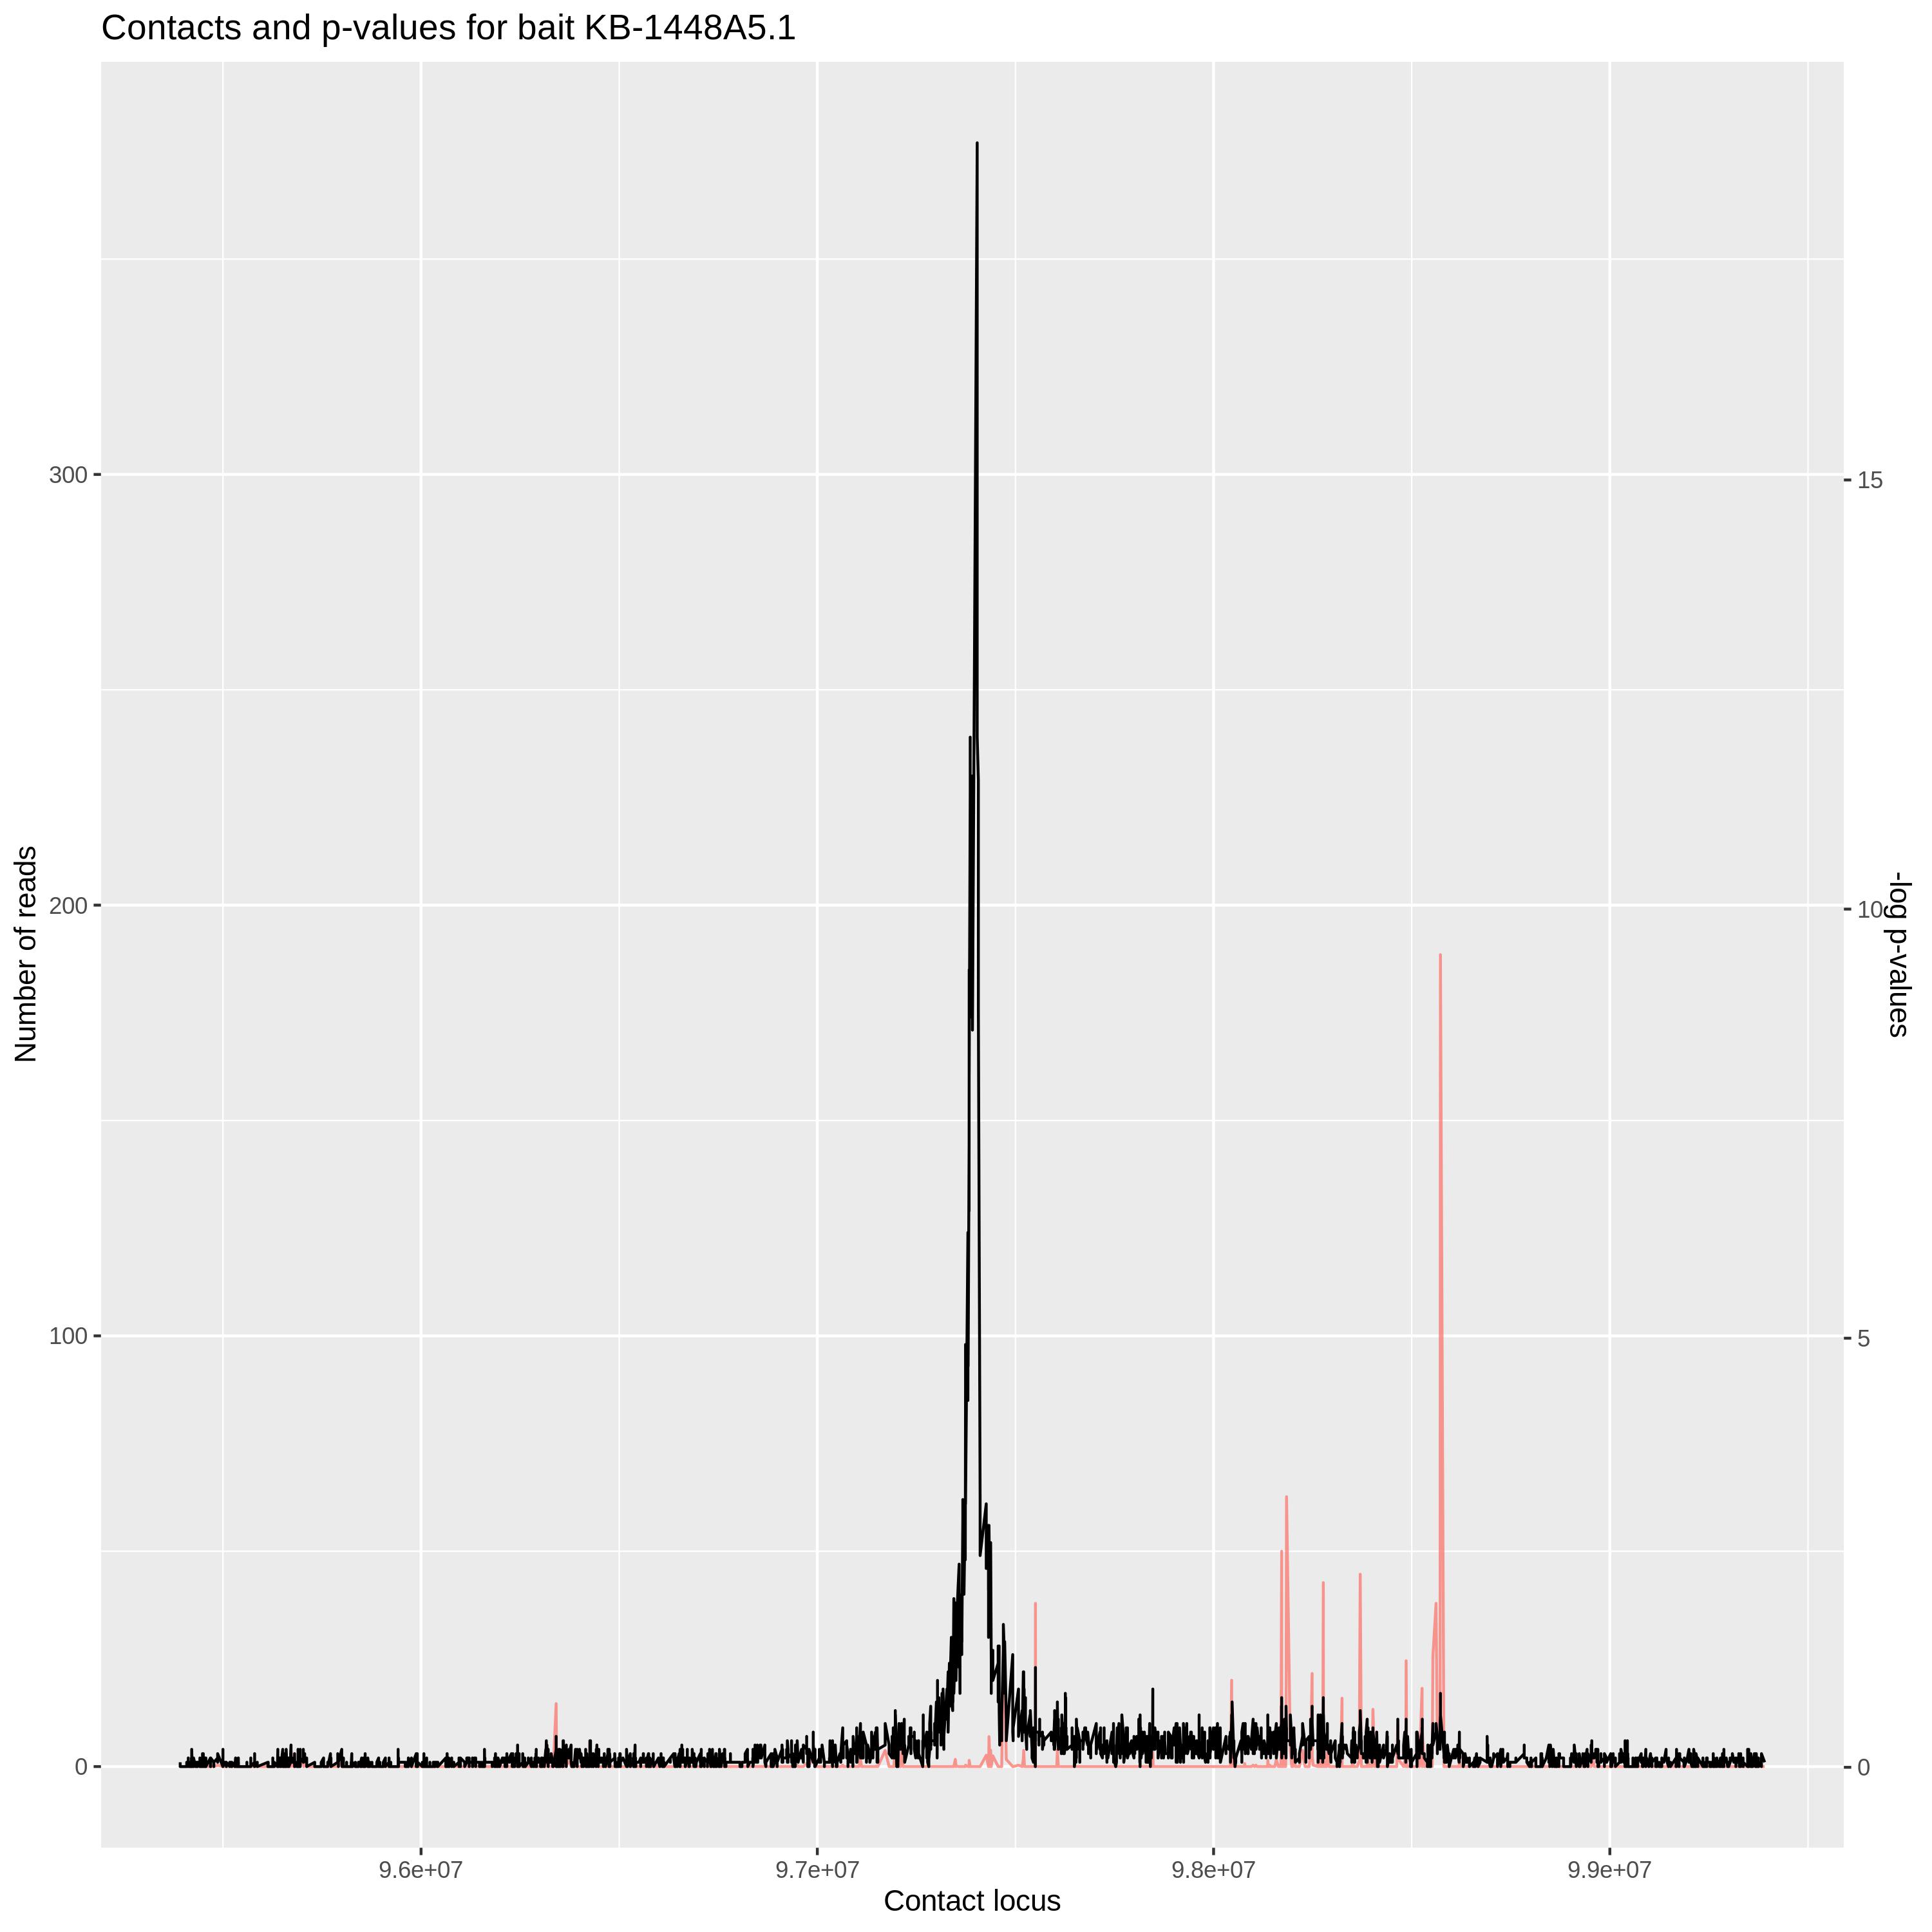 Contacts and p-values for bait KB-1448A5.1
300
200
100
0
Number of reads
15
10
5
0
-log p-values
9.6e+07
9.7e+07
9.8e+07
9.9e+07
Contact locus